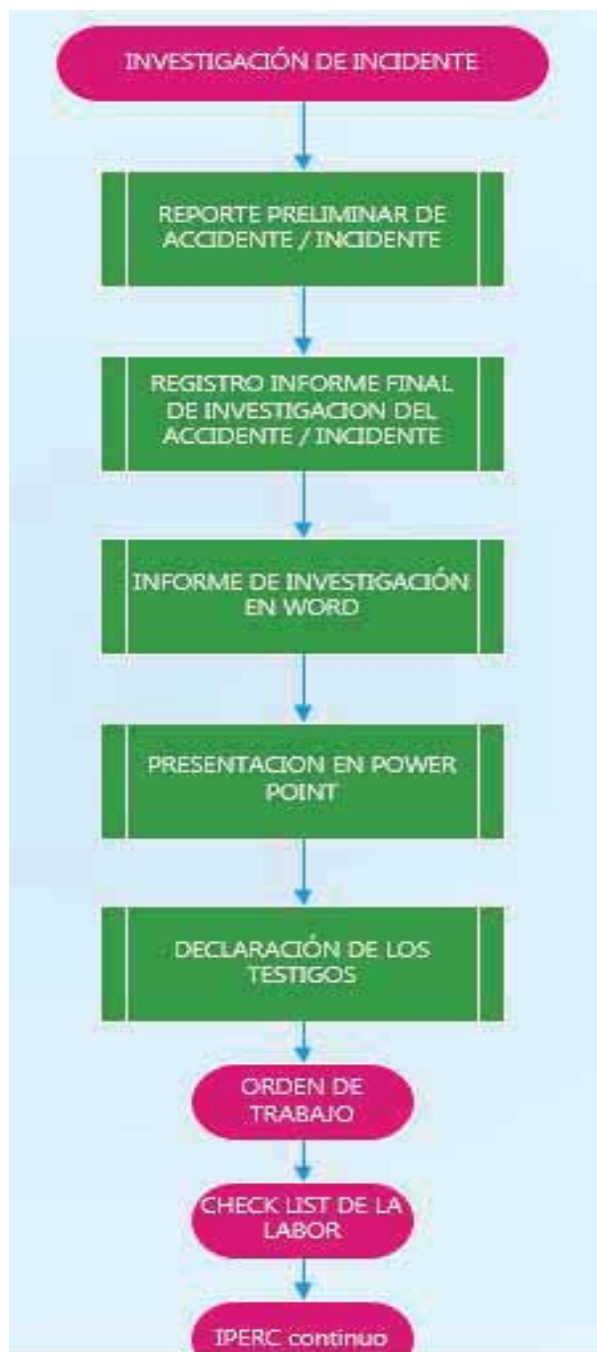 INVESTIGACIÓN DE INCIDENTE
REPORTE PRELIMINAR DE
ACCIDENTE / INCIDENTE
REGISTRO INFORME FINAL
DE INVESTIGACION DEL
ACCIDENTE / INCIDENTE
INFORME DE INVESTIGACIÓN
EN WORD
PRESENTACION EN POWER
POINT
DECLARACIÓN DE LOS
TESTIGOS
ORDEN DE
TRABAJO
CHECK LIST DE LA
LABOR
IPERC continuo